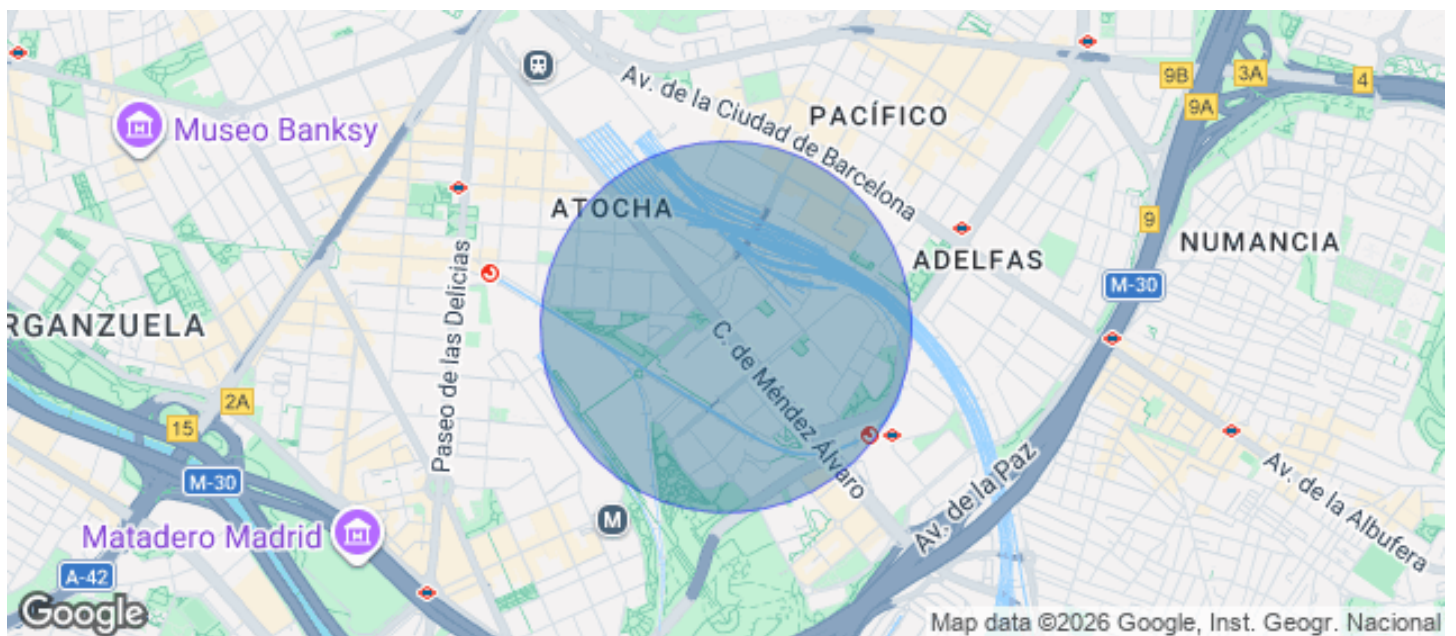 Av. de la Ciudad de Barcelona
9B
3A
4
9A
PACÍFICO
Museo Banksy
ATOCHA
9
NUMANCIA
ADELFAS
M-30
RGANZUELA
Paseo de las Delicias
C. de Méndez Álvaro
2A
15
M-30
Av. de la Paz
Av. de la Albufera
M
Matadero Madrid
A-42
Google
Map data ©2026 Google, Inst. Geogr. Nacional